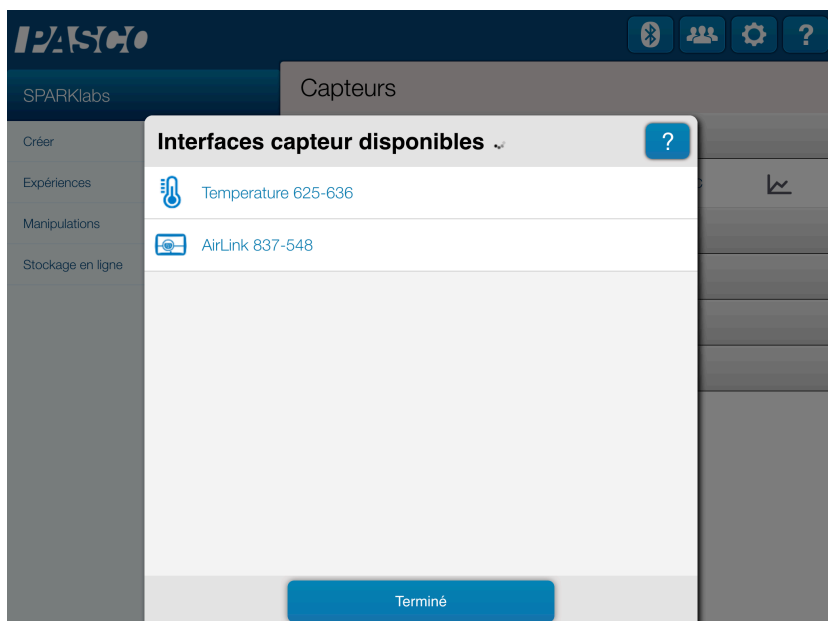 PASCO
?
SPARKlabs
Capteurs
Créer
Interfaces capteur disponibles
?
Expériences
Temperature 625-636
Manipulations
AirLink 837-548
Stockage en ligne
Terminé